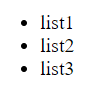 • list1
• list2
• list3